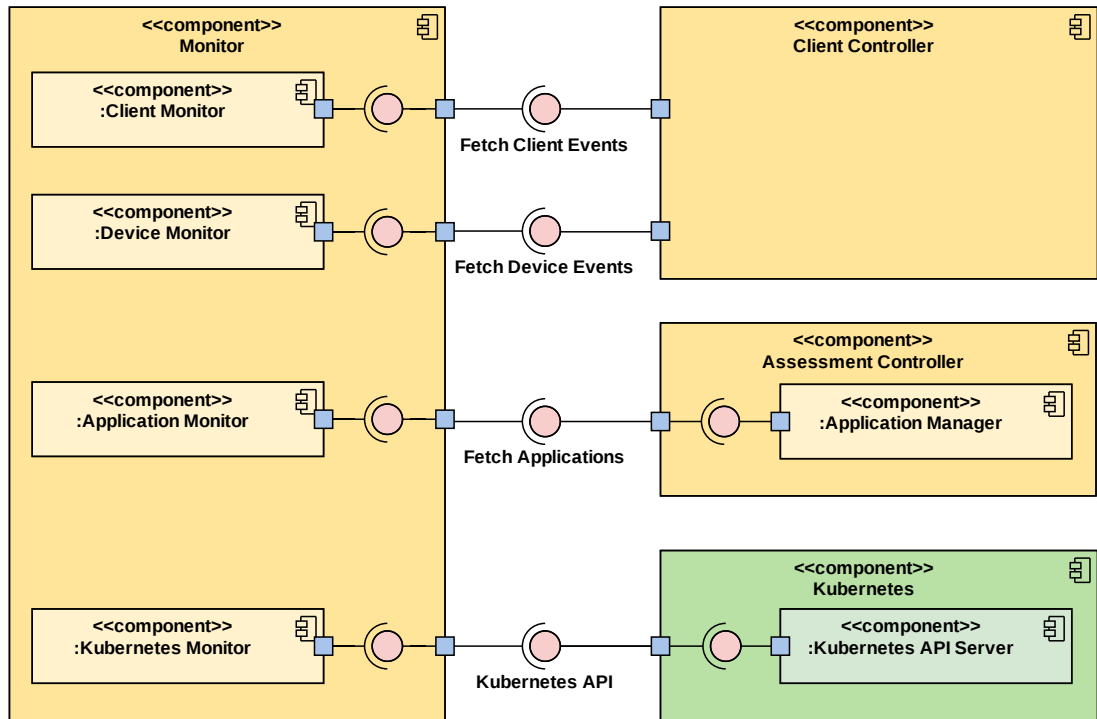 <<component>>
Monitor
<<component>>
:Client Monitor
<<component>>
:Device Monitor
<<component>>
:Application Monitor
<<component>>
:Kubernetes Monitor
Fetch Client Events
Fetch Device Events
Fetch Applications
Kubernetes API
<<component>>
Client Controller
<<component>>
Assessment Controller
<<component>>
:Application Manager
<<component>>
Kubernetes
<<component>>
:Kubernetes API Server